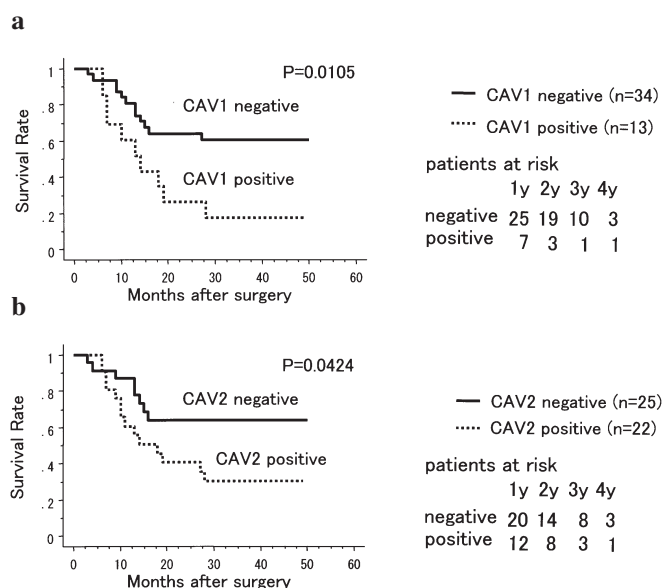 a
P=0.0105
1
.8
.6
.4
.2
0
Survival Rate
CAV1 negative
CAV1 positive
0 10 20 30 40 50 60
Months after surgery
CAV1 negative (n=34)
CAV1 positive (n=13)
patients at risk
1y 2y 3y 4y
negative 25 19 10 3
positive 7 3 1 1
b
P=0.0424
1
.8
.6
.4
.2
0
Survival Rate
CAV2 negative
CAV2 positive
0 10 20 30 40 50 60
Months after surgery
CAV2 negative (n=25)
CAV2 positive (n=22)
patients at risk
1y 2y 3y 4y
negative 20 14 8 3
positive 12 8 3 1